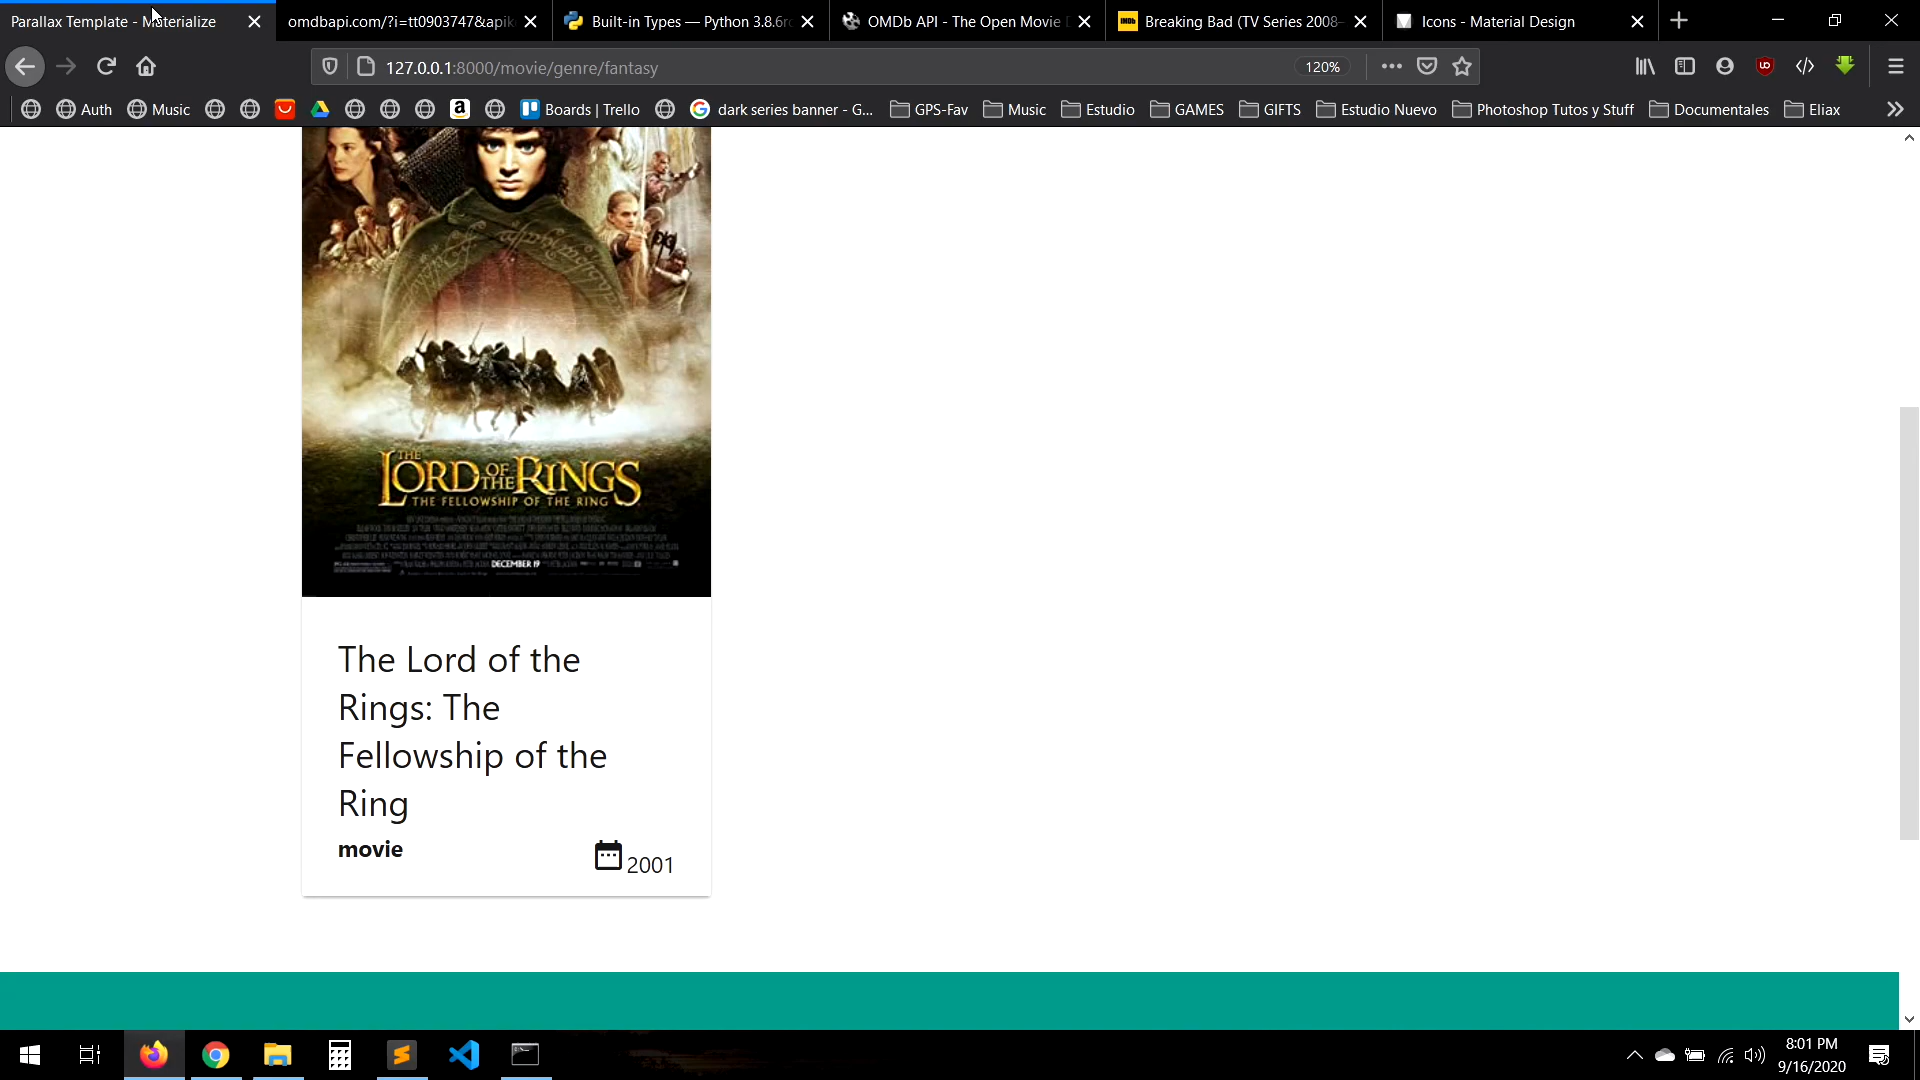 Parallax Template - Materialize
omdbapi.com/?i=tt0903747&apik
Built-in Types — Python 3.8.6r
OMDb API - The Open Movie D
IMDb
Breaking Bad (TV Series 2008–
Icons - Material Design
127.0.0.1:8000/movie/genre/fantasy
120%
Auth
Music
Boards | Trello
dark series banner - G...
GPS-Fav
Music
Estudio
GAMES
GIFTS
Estudio Nuevo
Photoshop Tutos y Stuff
Documentales
Eliax
THE
LORD OF THE RINGS
THE FELLOWSHIP OF THE RING
DECEMBER 19
The Lord of the
Rings: The
Fellowship of the
Ring
movie
2001
8:01 PM
9/16/2020